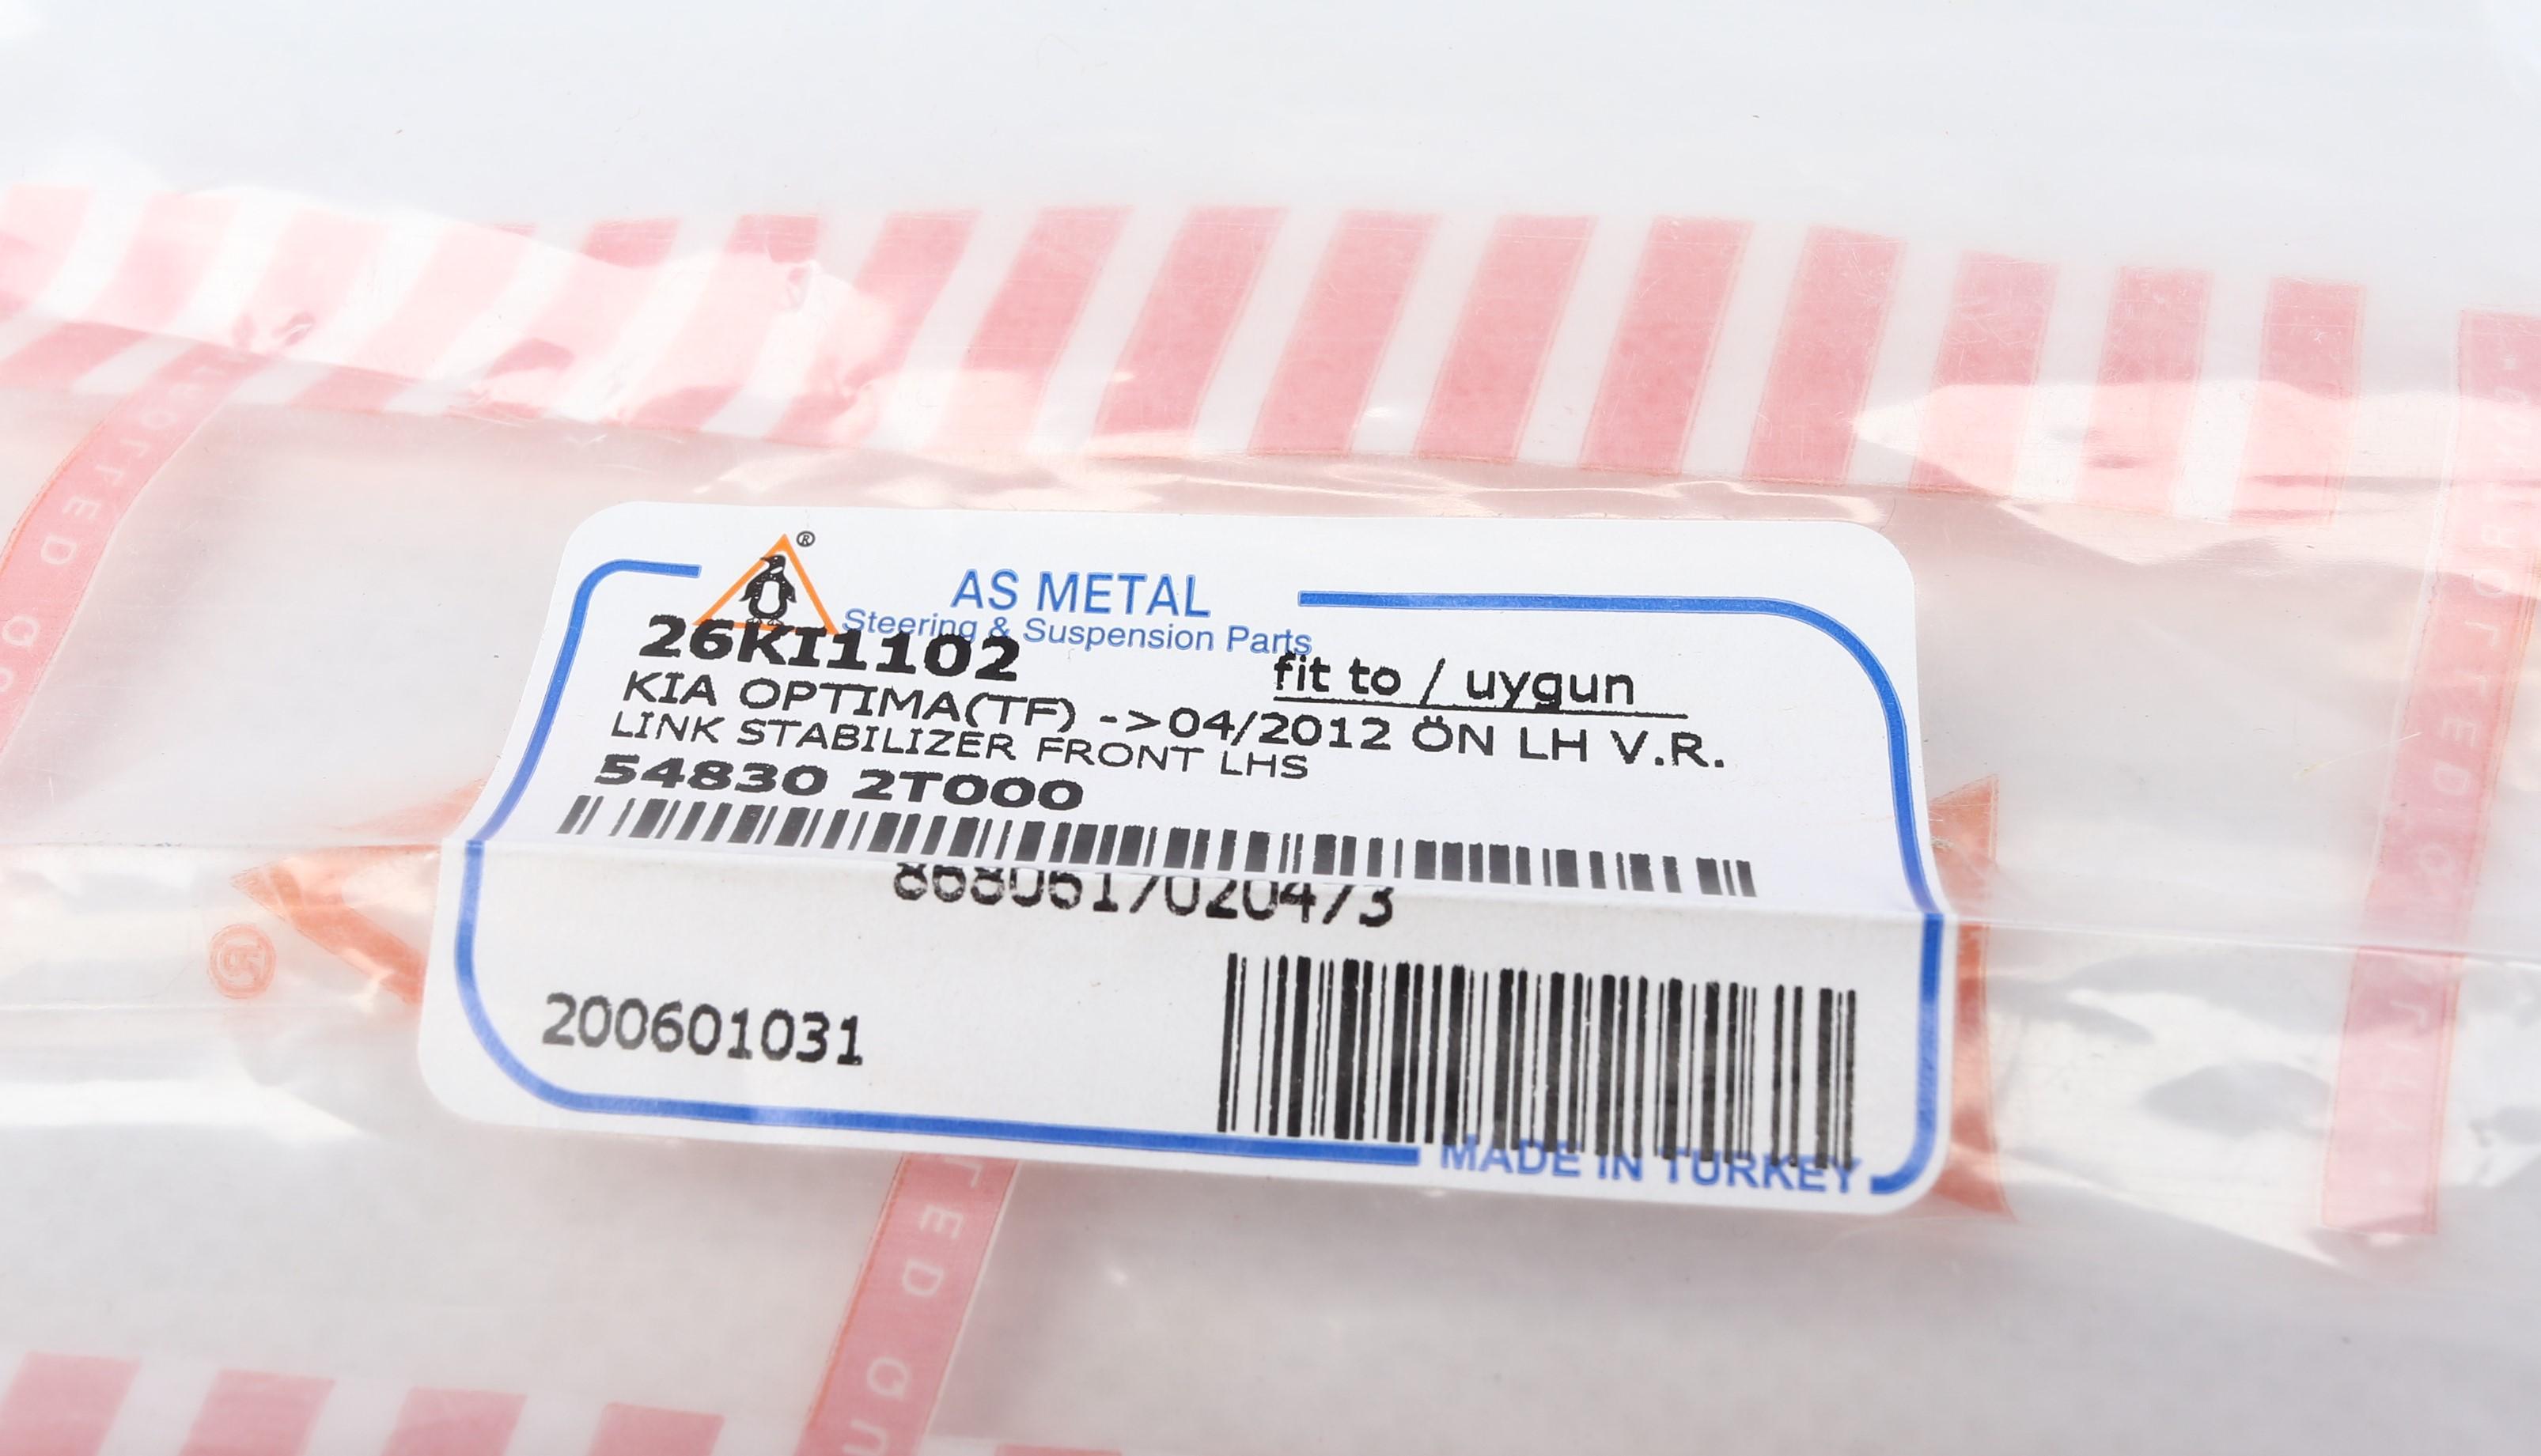 ®
AS METAL
Steering & Suspension Parts
26KI1102
fit to / uygun
KIA OPTIMA(TF) ->04/2012 ÖN LH V.R.
LINK STABILIZER FRONT LHS
54830 2T000
8680617020473
200601031
MADE IN TURKEY